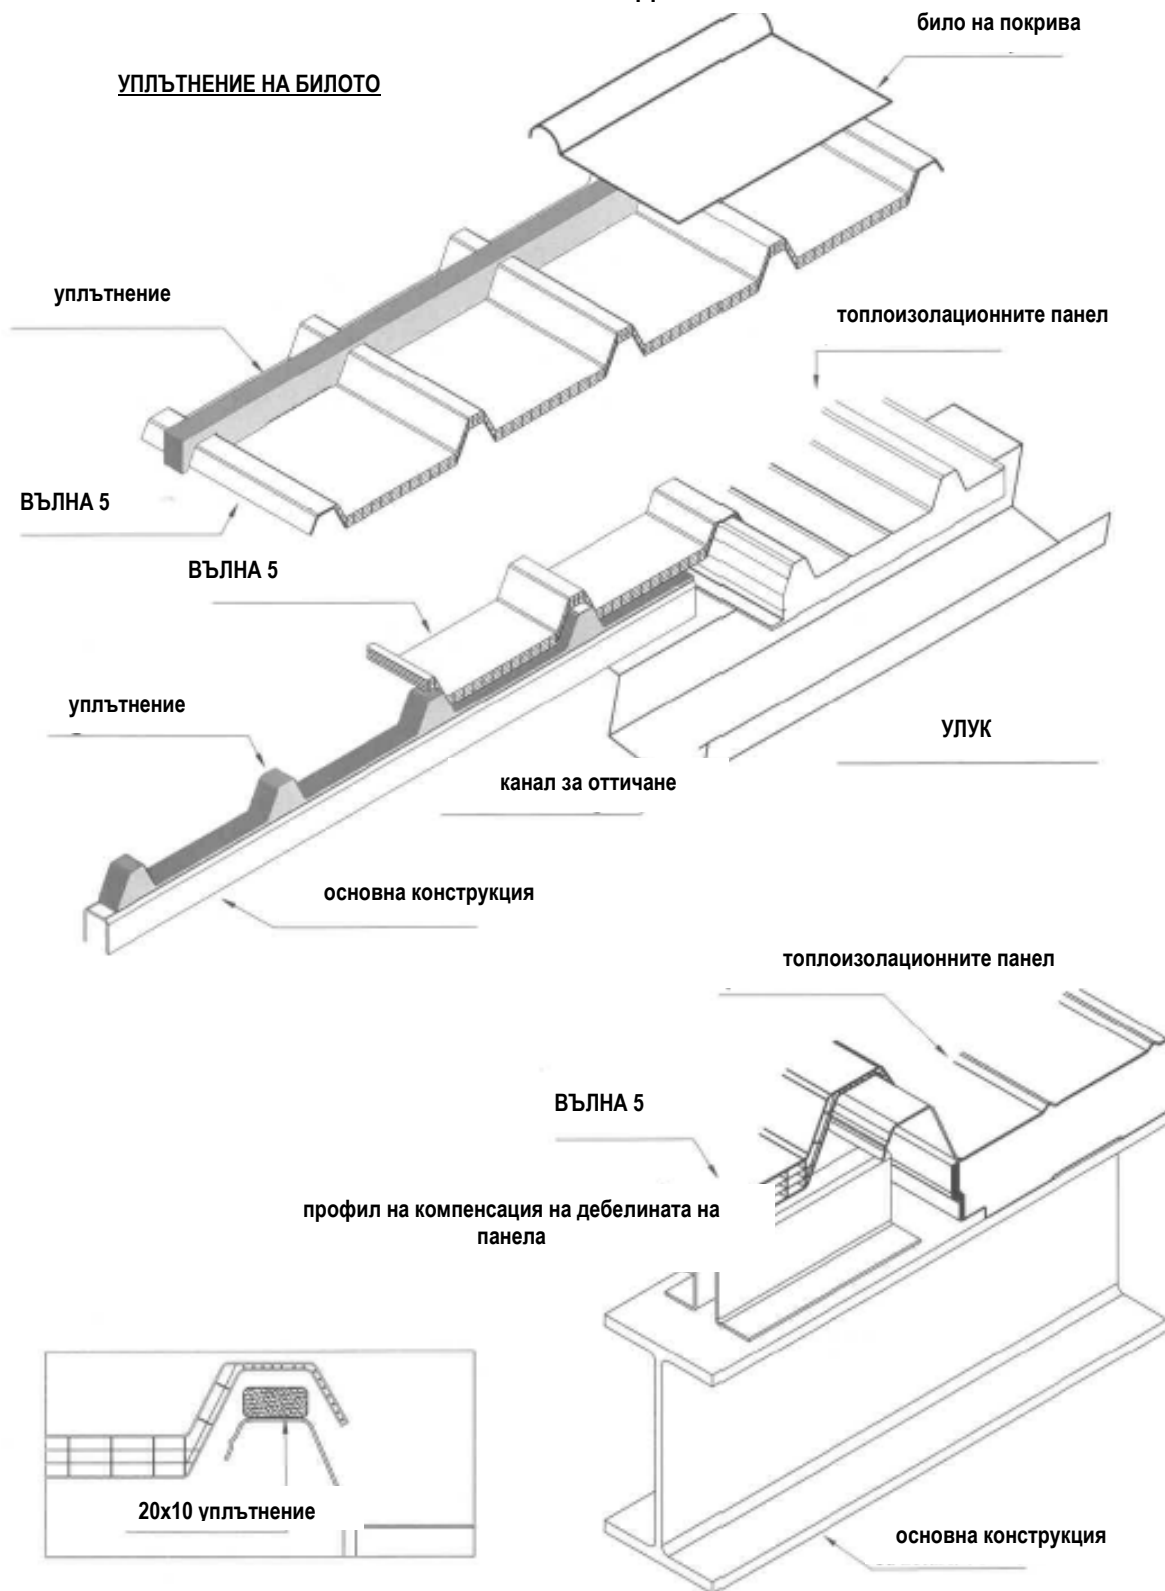 било на покрива
УПЛЪТНЕНИЕ НА БИЛОТО
уплътнение
топлоизолационните панел
ВЪЛНА 5
ВЪЛНА 5
уплътнение
УЛУК
канал за оттичане
основна конструкция
топлоизолационните панел
ВЪЛНА 5
профил на компенсация на дебелината на
панела
20x10 уплътнение
основна конструкция